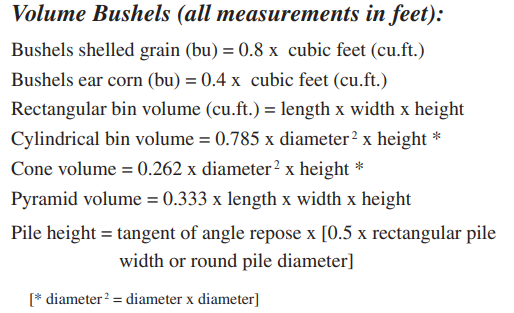 Volume Bushels (all measurements in feet):
Bushels shelled grain (bu) = 0.8 x  cubic feet (cu.ft.)
Bushels ear corn (bu) = 0.4 x  cubic feet (cu.ft.)
Rectangular bin volume (cu.ft.) = length x width x height
Cylindrical bin volume = 0.785 x diameter² x height *
Cone volume = 0.262 x diameter² x height *
Pyramid volume = 0.333 x length x width x height
Pile height = tangent of angle repose x [0.5 x rectangular pile
width or round pile diameter]
[* diameter² = diameter x diameter]